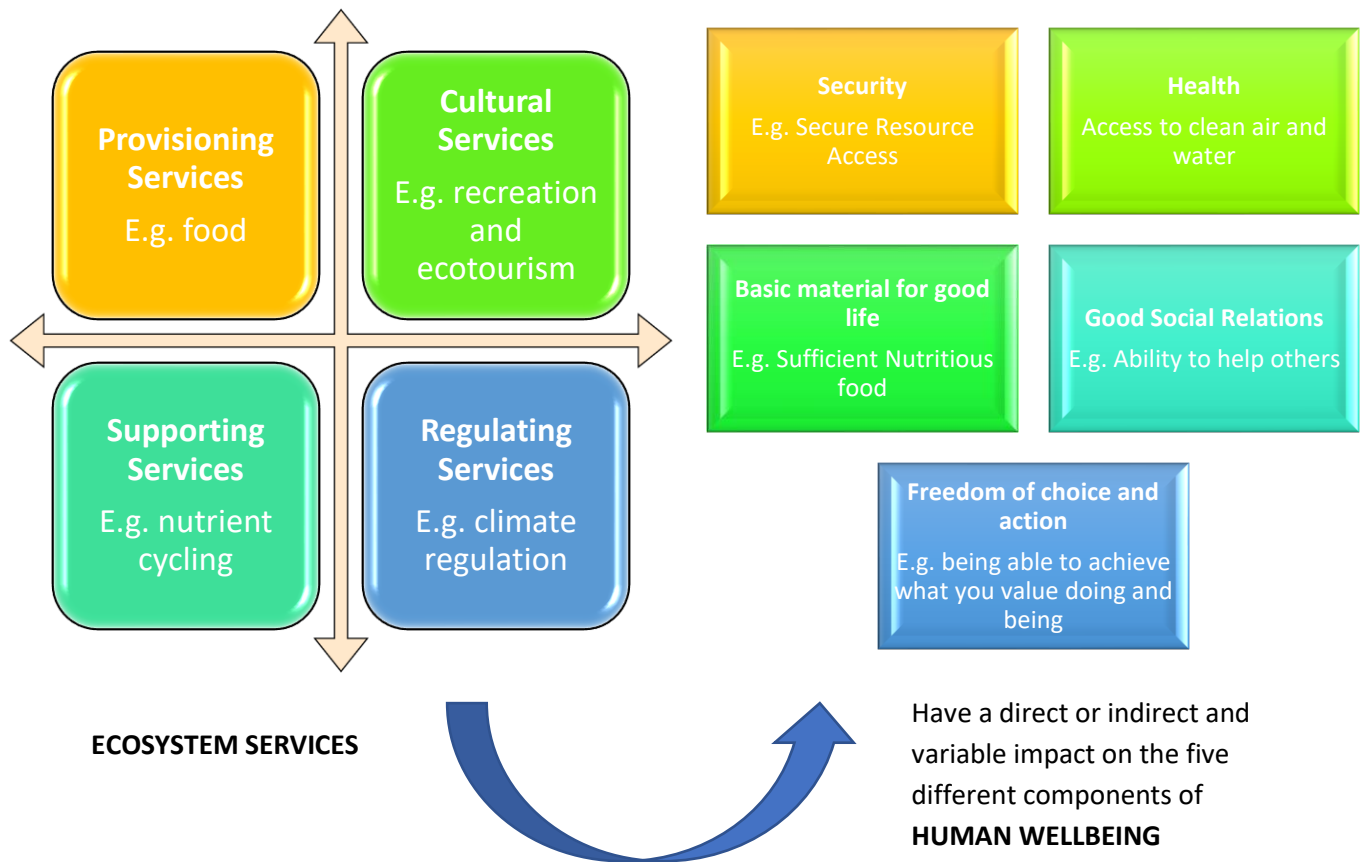 Provisioning
Services
E.g. food
Cultural
Services
E.g. recreation
and
ecotourism
Supporting
Services
E.g. nutrient
cycling
Regulating
Services
E.g. climate
regulation
ECOSYSTEM SERVICES
Security
E.g. Secure Resource
Access
Health
Access to clean air and
water
Basic material for good
life
E.g. Sufficient Nutritious
food
Good Social Relations
E.g. Ability to help others
Freedom of choice and
action
E.g. being able to achieve
what you value doing and
being
Have a direct or indirect and
variable impact on the five
different components of
HUMAN WELLBEING